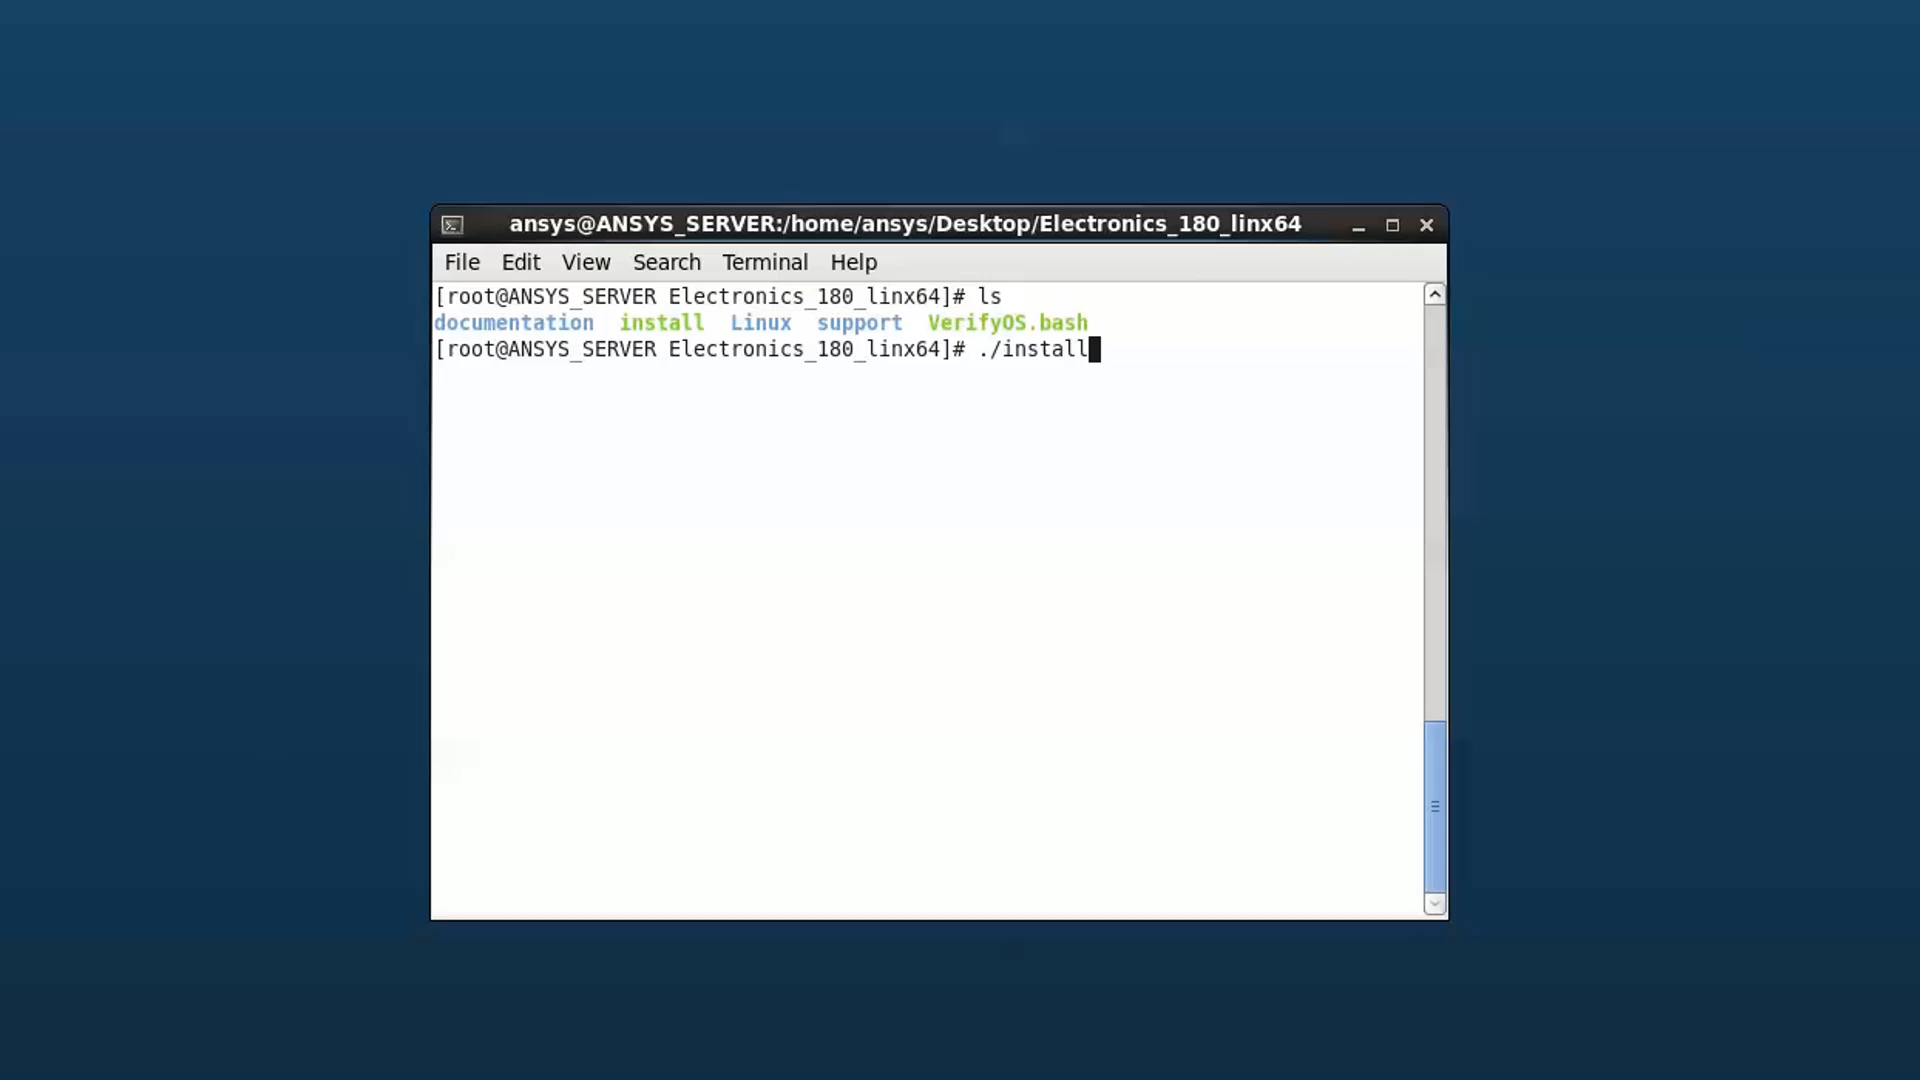 ansys@ANSYS_SERVER:/home/ansys/Desktop/Electronics_180_linx64
File Edit View Search Terminal Help
[root@ANSYS_SERVER Electronics_180_linx64]# ls
documentation install Linux support VerifyOS.bash
[root@ANSYS_SERVER Electronics_180_linx64]# ./install